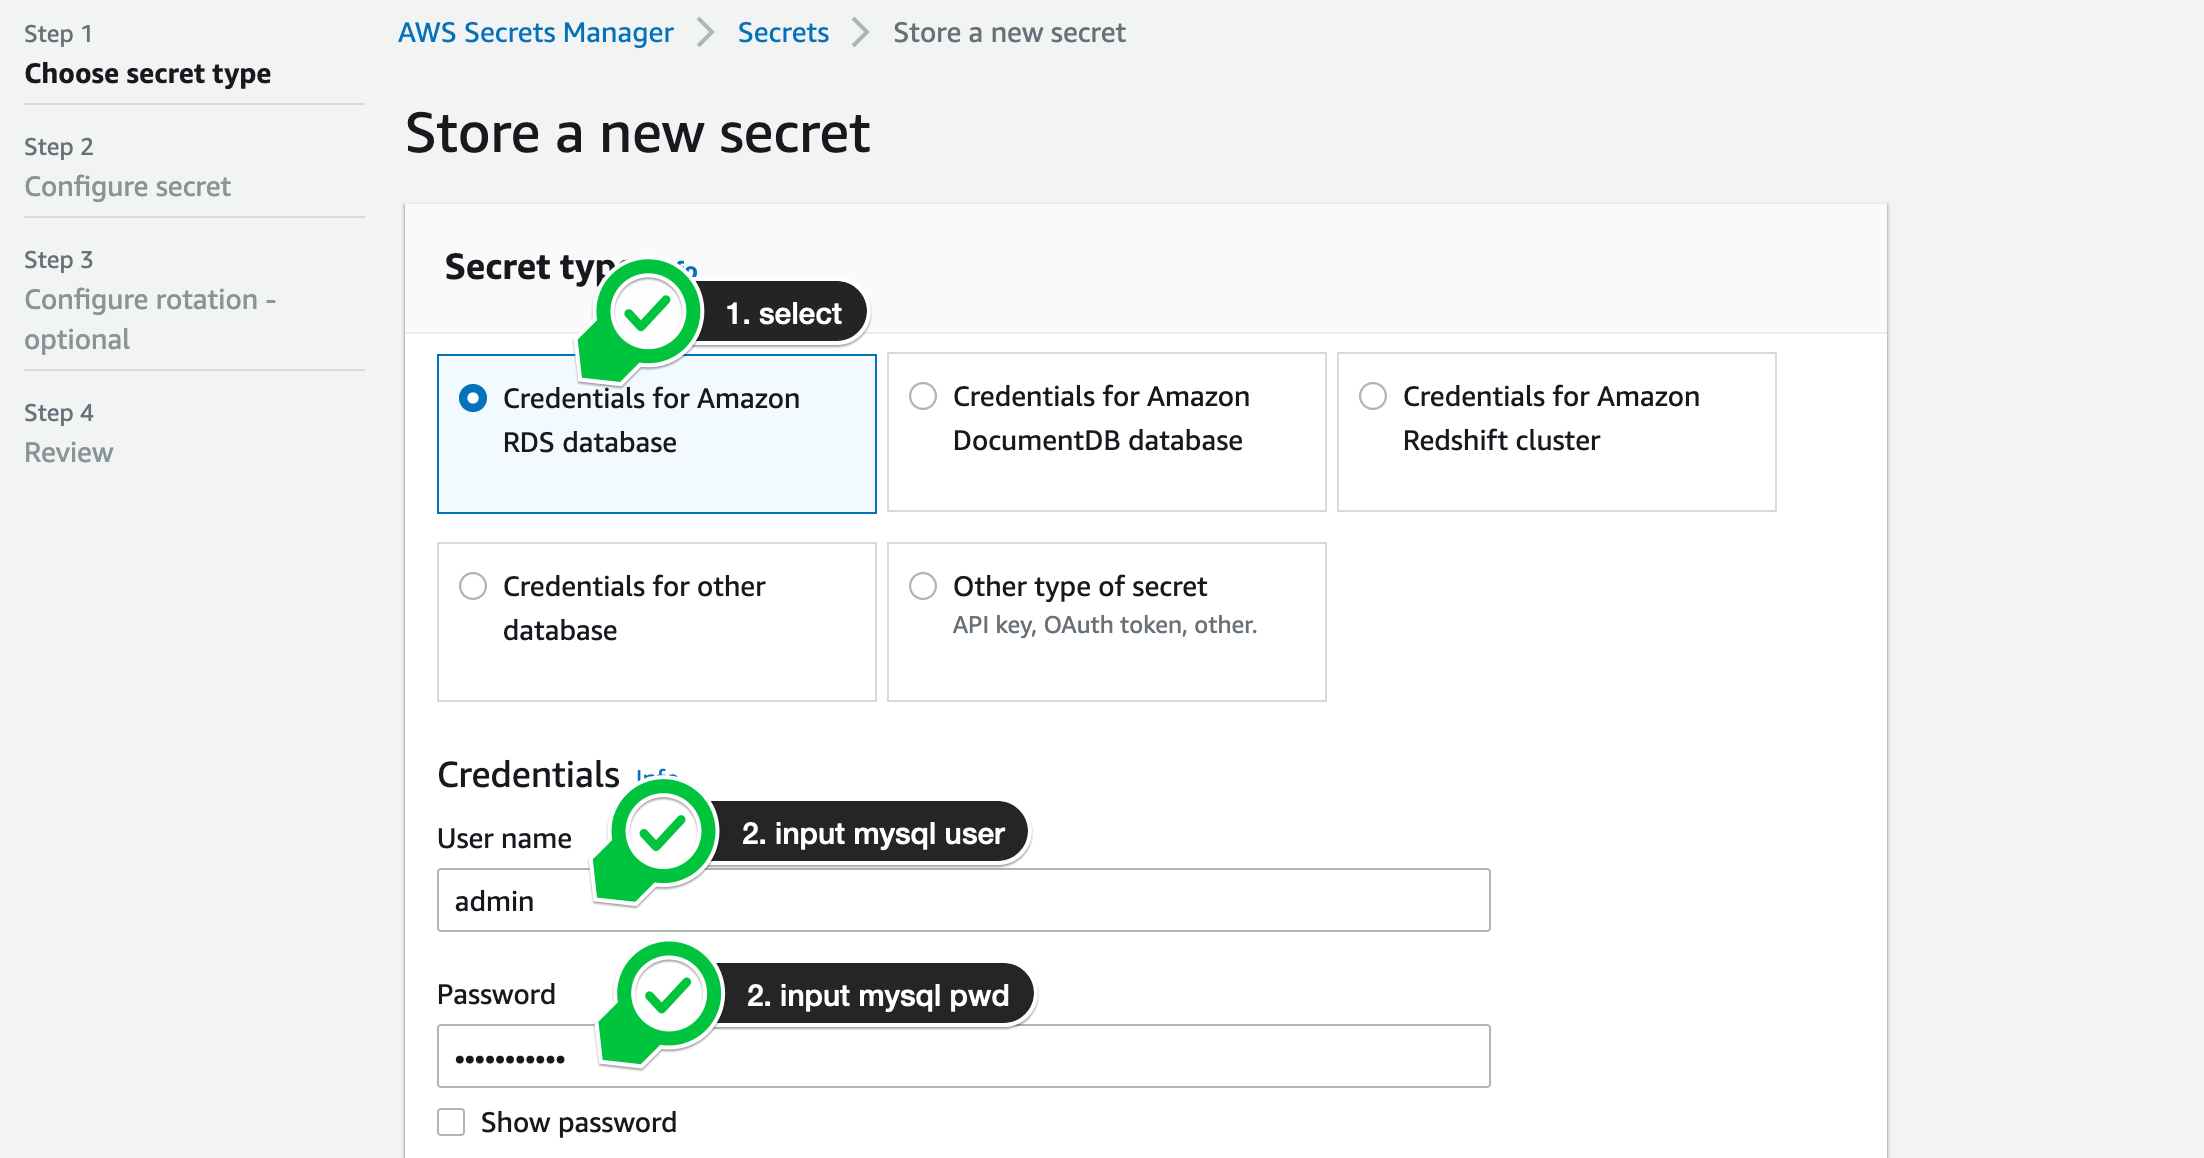 Step 1
Choose secret type
Step 2
Configure secret
Step 3
Configure rotation -
optional
Step 4
Review
AWS Secrets Manager
Secrets
Store a new secret
Store a new secret
Secret type
1. select
Credentials for Amazon
RDS database
Credentials for Amazon
DocumentDB database
Credentials for Amazon
Redshift cluster
Credentials for other
database
Other type of secret
API key, OAuth token, other.
Credentials Info
User name
2. input mysql user
admin
Password
2. input mysql pwd
•••••••••••
Show password